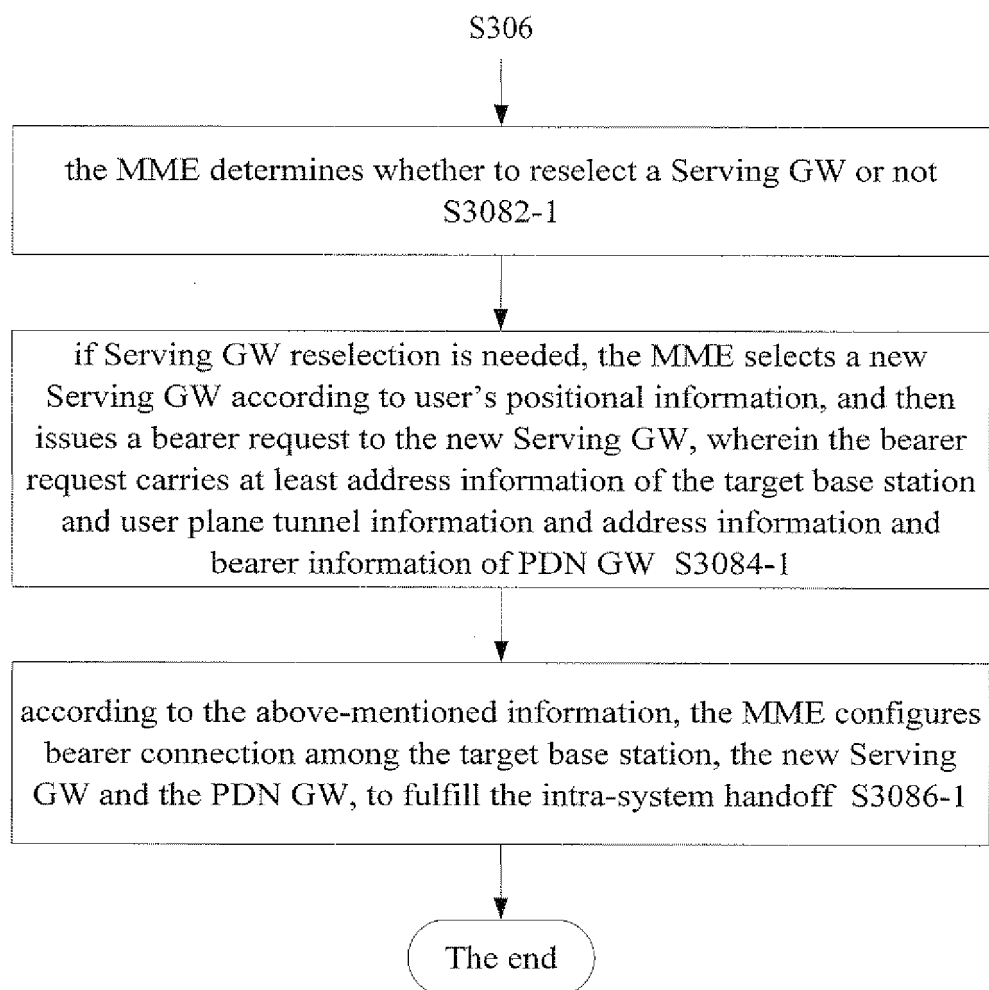 S306
the MME determines whether to reselect a Serving GW or not
S3082-1
if Serving GW reselection is needed, the MME selects a new
Serving GW according to user's positional information, and then
issues a bearer request to the new Serving GW, wherein the bearer
request carries at least address information of the target base station
and user plane tunnel information and address information and
bearer information of PDN GW S3084-1
according to the above-mentioned information, the MME configures
bearer connection among the target base station, the new Serving
GW and the PDN GW, to fulfill the intra-system handoff S3086-1
The end